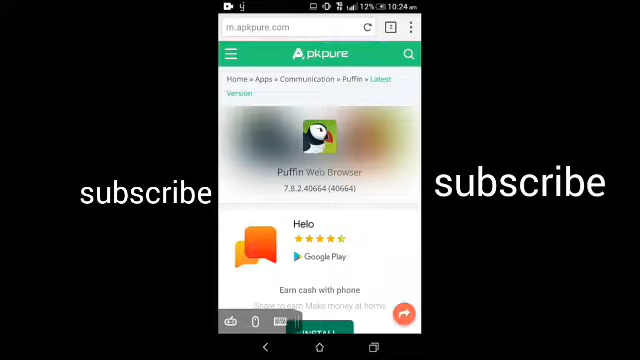 12% 10:24 am
m.apkpure.com
Apkpure
Home » Apps » Communication » Puffin » Latest
Version
Puffin Web Browser
7.8.2.40664 (40664)
subscribe
subscribe
Helo
Google Play
Earn cash with phone
Share to earn Make money at home
INSTALL